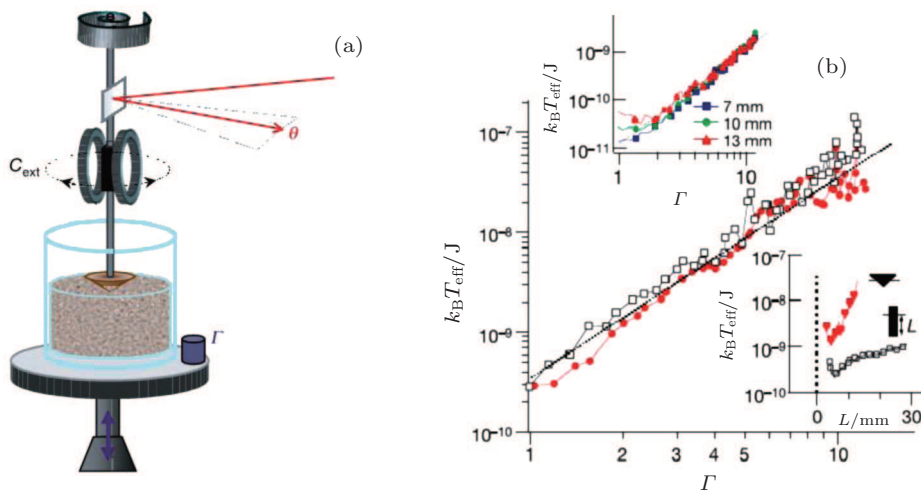 (a)
θ
C_ext
Γ
(b)
k_BT_eff/J
10^-9
10^-10
10^-11
7 mm
10 mm
13 mm
1
10
Γ
k_BT_eff/J
10^-7
10^-8
10^-9
10^-10
1
2
3
4
5
10
Γ
k_BT_eff/J
10^-7
10^-8
10^-9
10^-10
L
0
L/mm
30